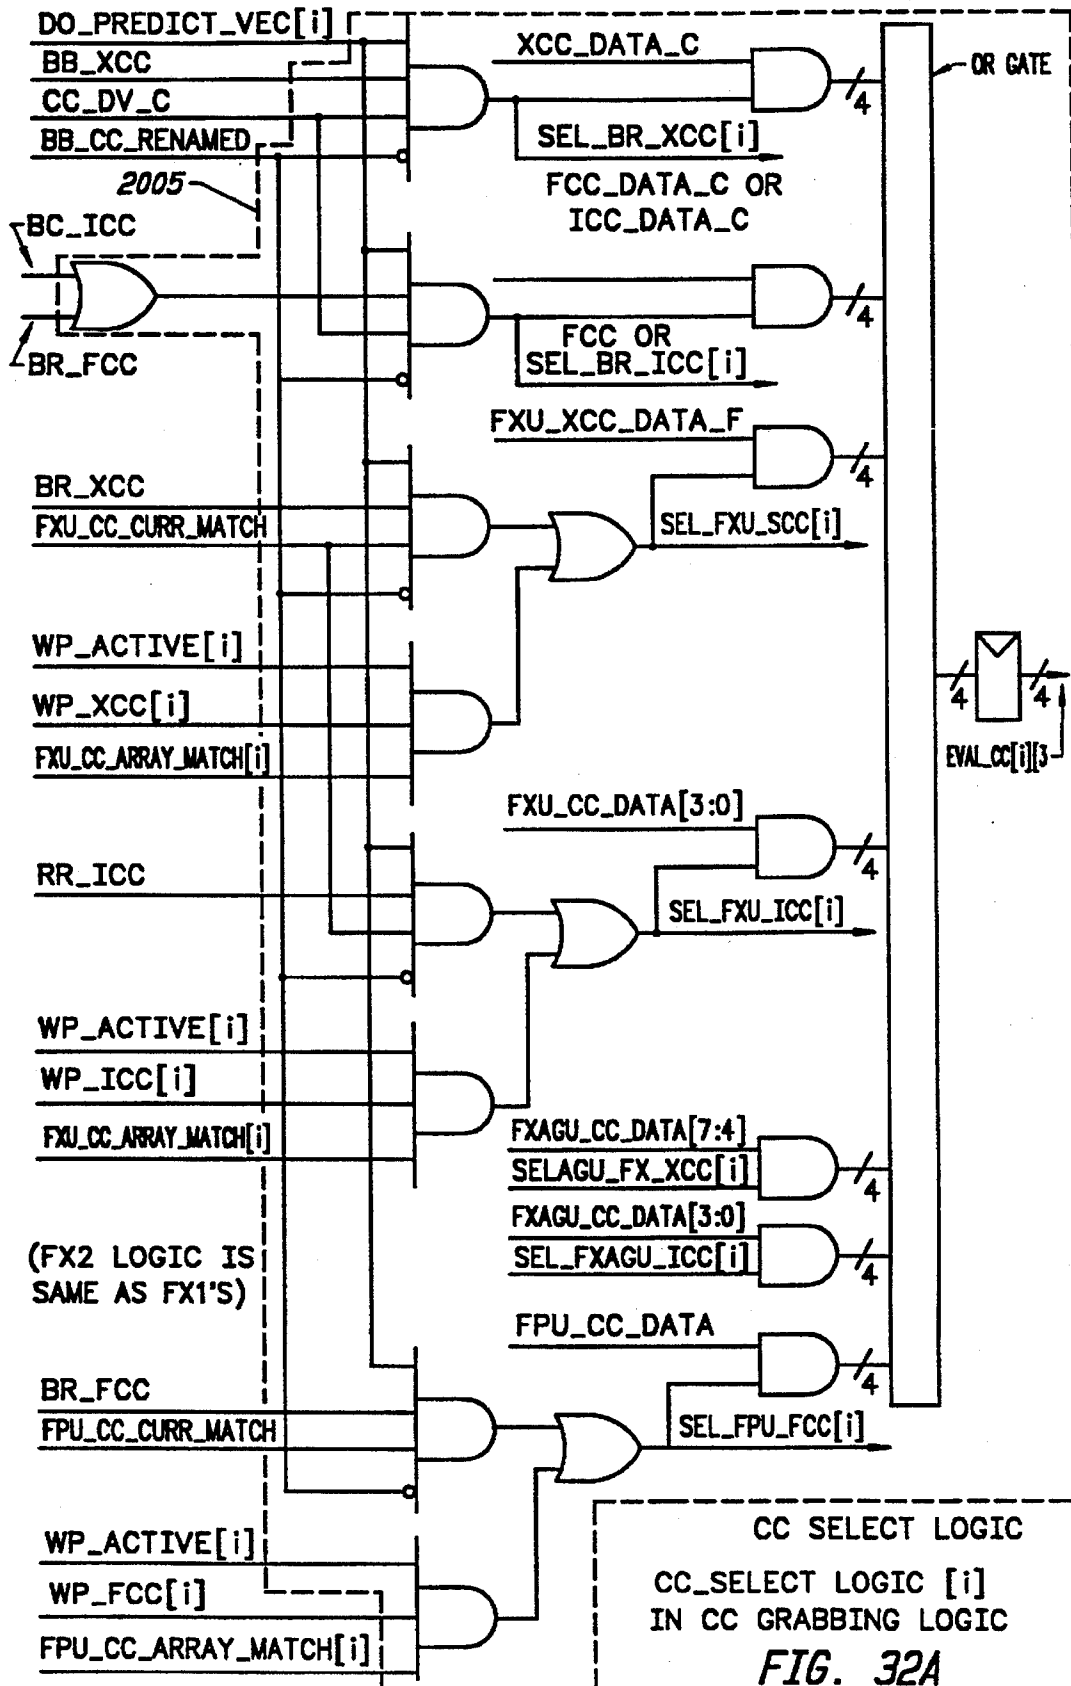 DO_PREDICT_VEC[i]
BB_XCC
CC_DV_C
BB_CC_RENAMED
2005
BC_ICC
BR_FCC
XCC_DATA_C
OR GATE
4
SEL_BR_XCC[i]
FCC_DATA_C OR
ICC_DATA_C
4
FCC OR
SEL_BR_ICC[i]
FXU_XCC_DATA_F
4
BR_XCC
FXU_CC_CURR_MATCH
SEL_FXU_SCC[i]
WP_ACTIVE[i]
WP_XCC[i]
FXU_CC_ARRAY_MATCH[i]
4
4
EVAL_CC[i][3
FXU_CC_DATA[3:0]
4
RR_ICC
SEL_FXU_ICC[i]
WP_ACTIVE[i]
WP_ICC[i]
FXU_CC_ARRAY_MATCH[i]
FXAGU_CC_DATA[7:4]
SELAGU_FX_XCC[i]
4
FXAGU_CC_DATA[3:0]
SEL_FXAGU_ICC[i]
4
(FX2 LOGIC IS
SAME AS FX1'S)
FPU_CC_DATA
4
BR_FCC
FPU_CC_CURR_MATCH
SEL_FPU_FCC[i]
WP_ACTIVE[i]
WP_FCC[i]
FPU_CC_ARRAY_MATCH[i]
CC SELECT LOGIC
CC_SELECT LOGIC [i]
IN CC GRABBING LOGIC
FIG. 32A